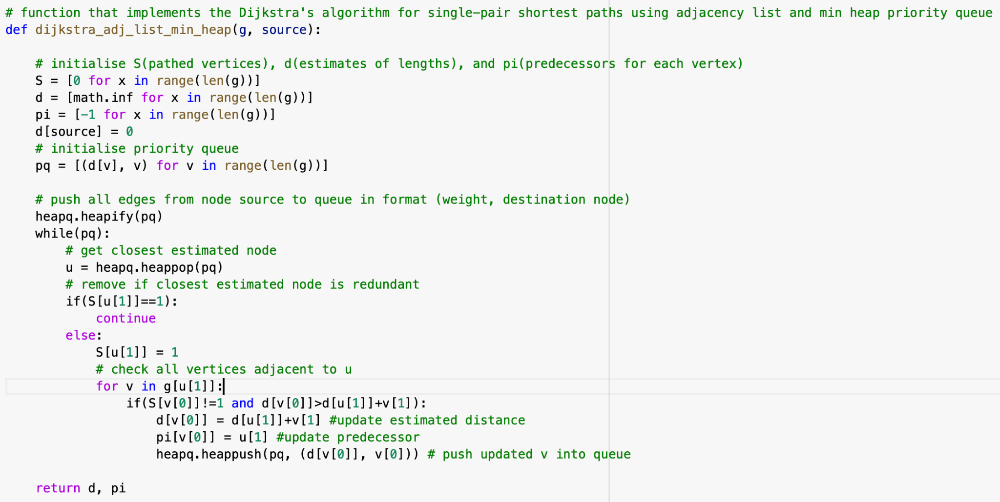 # function that implements the Dijkstra's algorithm for single-pair shortest paths using adjacency list and min heap priority queue
def dijkstra_adj_list_min_heap(g, source):

    # initialise S(pathed vertices), d(estimates of lengths), and pi(predecessors for each vertex)
    S = [0 for x in range(len(g))]
    d = [math.inf for x in range(len(g))]
    pi = [-1 for x in range(len(g))]
    d[source] = 0
    # initialise priority queue
    pq = [(d[v], v) for v in range(len(g))]

    # push all edges from node source to queue in format (weight, destination node)
    heapq.heapify(pq)
    while(pq):
        # get closest estimated node
        u = heapq.heappop(pq)
        # remove if closest estimated node is redundant
        if(S[u[1]]==1):
            continue
        else:
            S[u[1]] = 1
            # check all vertices adjacent to u
            for v in g[u[1]]:
                if(S[v[0]]!=1 and d[v[0]]>d[u[1]]+v[1]):
                    d[v[0]] = d[u[1]]+v[1] #update estimated distance
                    pi[v[0]] = u[1] #update predecessor
                    heapq.heappush(pq, (d[v[0]], v[0])) # push updated v into queue

    return d, pi